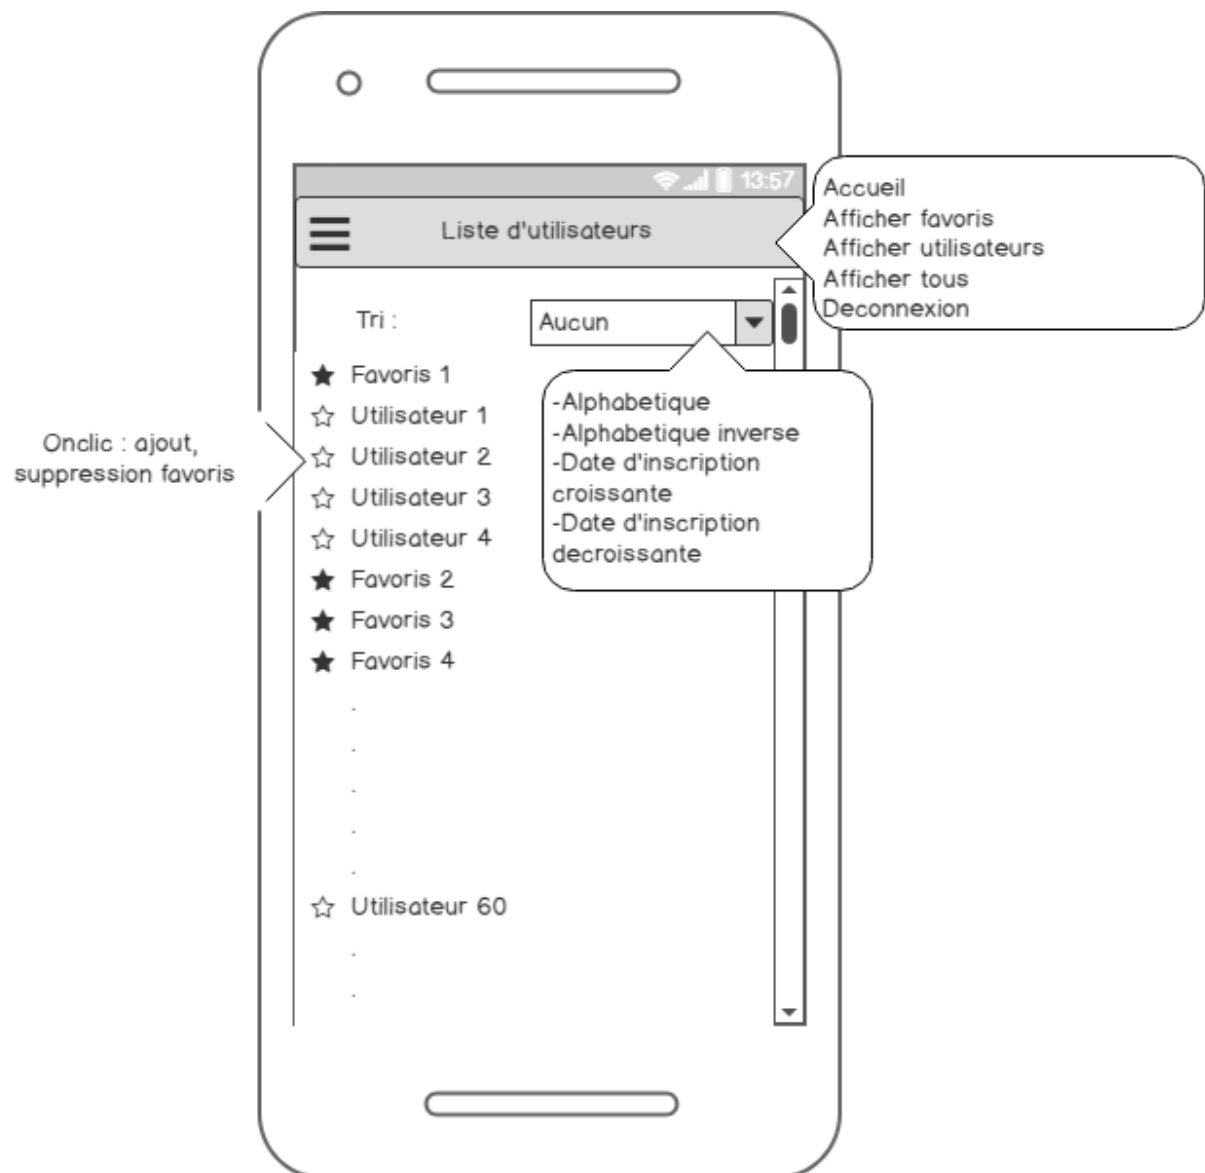 13:57
Liste d'utilisateurs
Accueil
Afficher favoris
Afficher utilisateurs
Afficher tous
Deconnexion
Tri :
Aucun
Favoris 1
Utilisateur 1
Utilisateur 2
Utilisateur 3
Utilisateur 4
Favoris 2
Favoris 3
Favoris 4
.
.
.
.
.
Utilisateur 60
.
.
-Alphabetique
-Alphabetique inverse
-Date d'inscription
croissante
-Date d'inscription
decroissante
Onclic : ajout,
suppression favoris